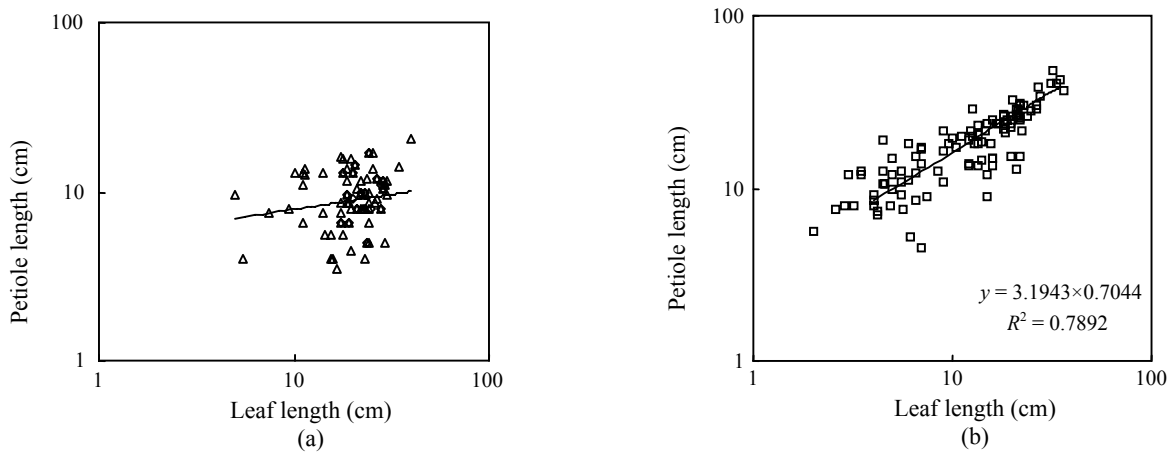 100
10
1
Petiole length (cm)
1
10
100
Leaf length (cm)
(a)
100
10
1
Petiole length (cm)
y = 3.1943×0.7044
R² = 0.7892
1
10
100
Leaf length (cm)
(b)